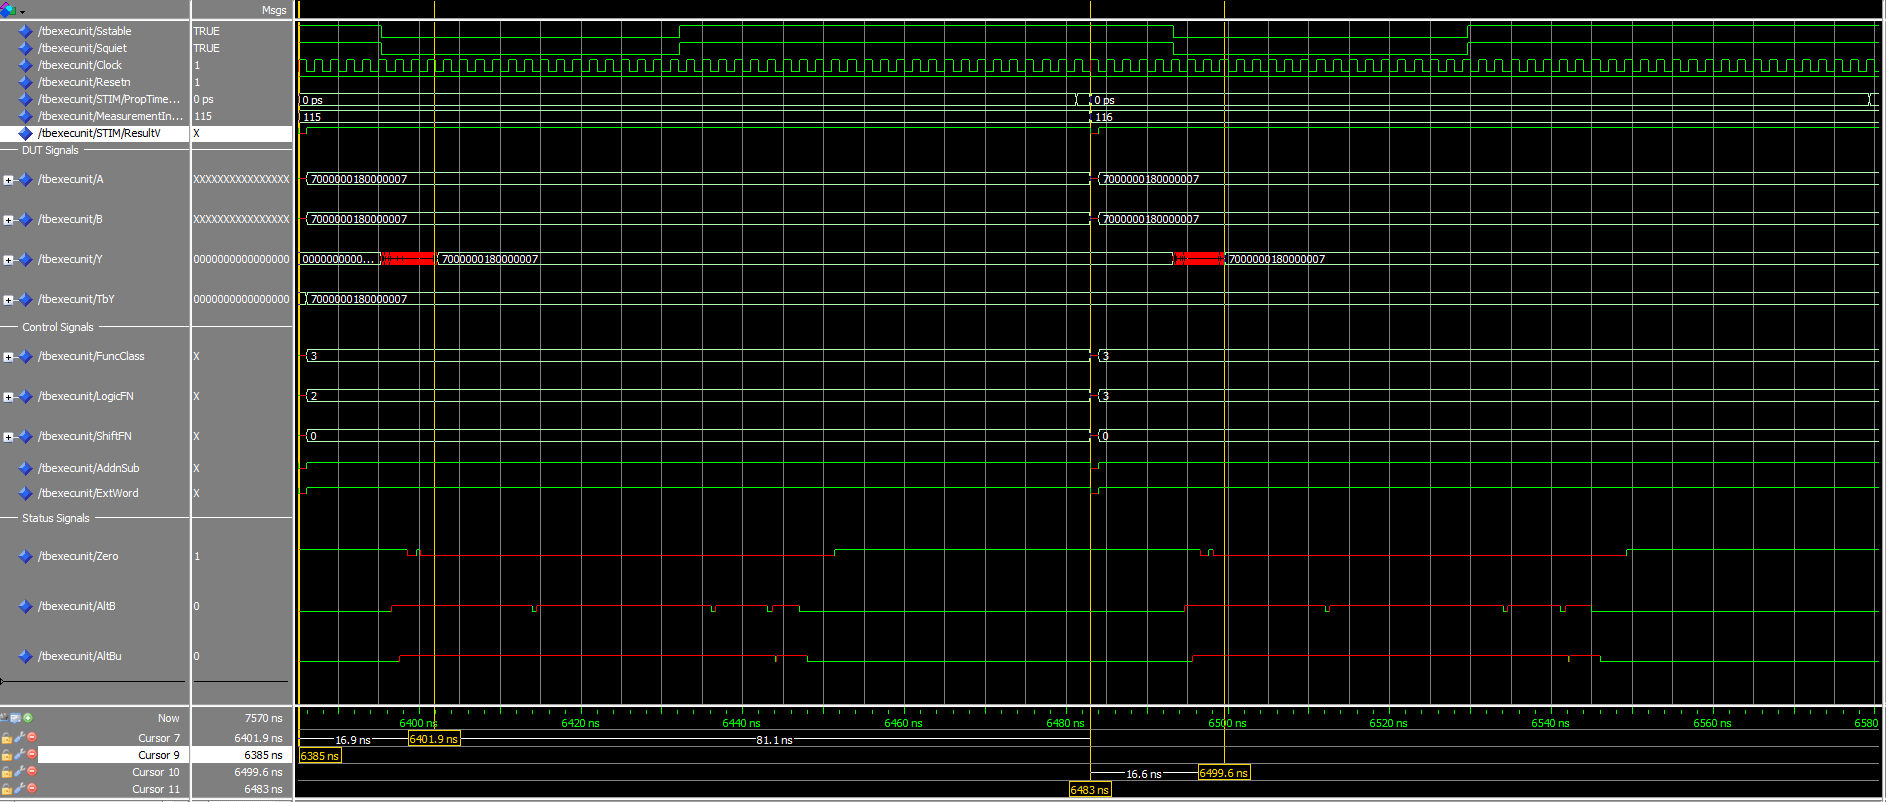 Msgs
/tbexecunit/Sstable TRUE
/tbexecunit/Squiet TRUE
/tbexecunit/Clock 1
/tbexecunit/Resetn 1
/tbexecunit/STIM/PropTime... 0 ps 0 ps 0 ps
/tbexecunit/MeasurementIn... 115 115 116
/tbexecunit/STIM/ResultV X
DUT Signals
/tbexecunit/A XXXXXXXXXXXXXXXX 7000000180000007 7000000180000007
/tbexecunit/B XXXXXXXXXXXXXXXX 7000000180000007 7000000180000007
/tbexecunit/Y 0000000000000000 0000000000... 7000000180000007 7000000180000007
/tbexecunit/TbY 0000000000000000 7000000180000007
Control Signals
/tbexecunit/FuncClass X 3 3
/tbexecunit/LogicFN X 2 3
/tbexecunit/ShiftFN X 0 0
/tbexecunit/AddnSub X
/tbexecunit/ExtWord X
Status Signals
/tbexecunit/Zero 1
/tbexecunit/AltB 0
/tbexecunit/AltBu 0
Now 7570 ns 6400 ns 6420 ns 6440 ns 6460 ns 6480 ns 6500 ns 6520 ns 6540 ns 6560 ns 6580
Cursor 7 6401.9 ns 16.9 ns 6401.9 ns 81.1 ns
Cursor 9 6385 ns 6385 ns
Cursor 10 6499.6 ns 16.6 ns 6499.6 ns
Cursor 11 6483 ns 6483 ns